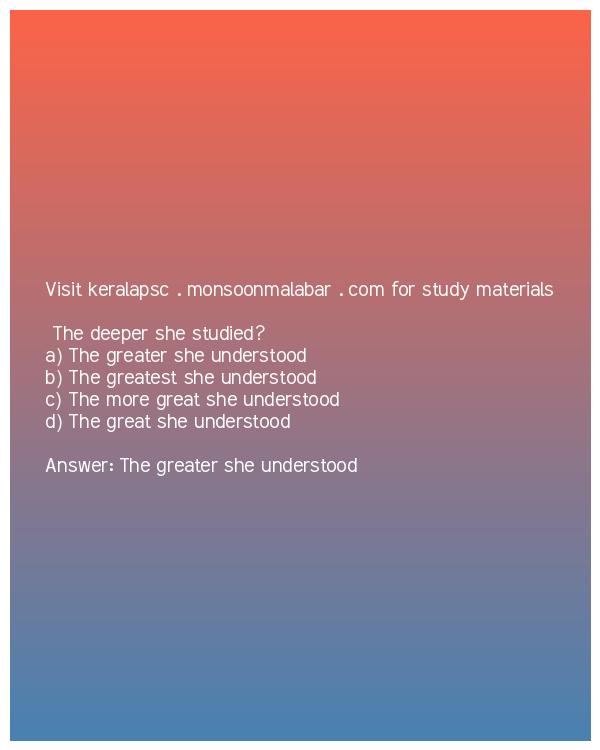 Visit keralapsc . monsoonmalabar . com for study materials
The deeper she studied?
a) The greater she understood
b) The greatest she understood
c) The more great she understood
d) The great she understood
Answer: The greater she understood